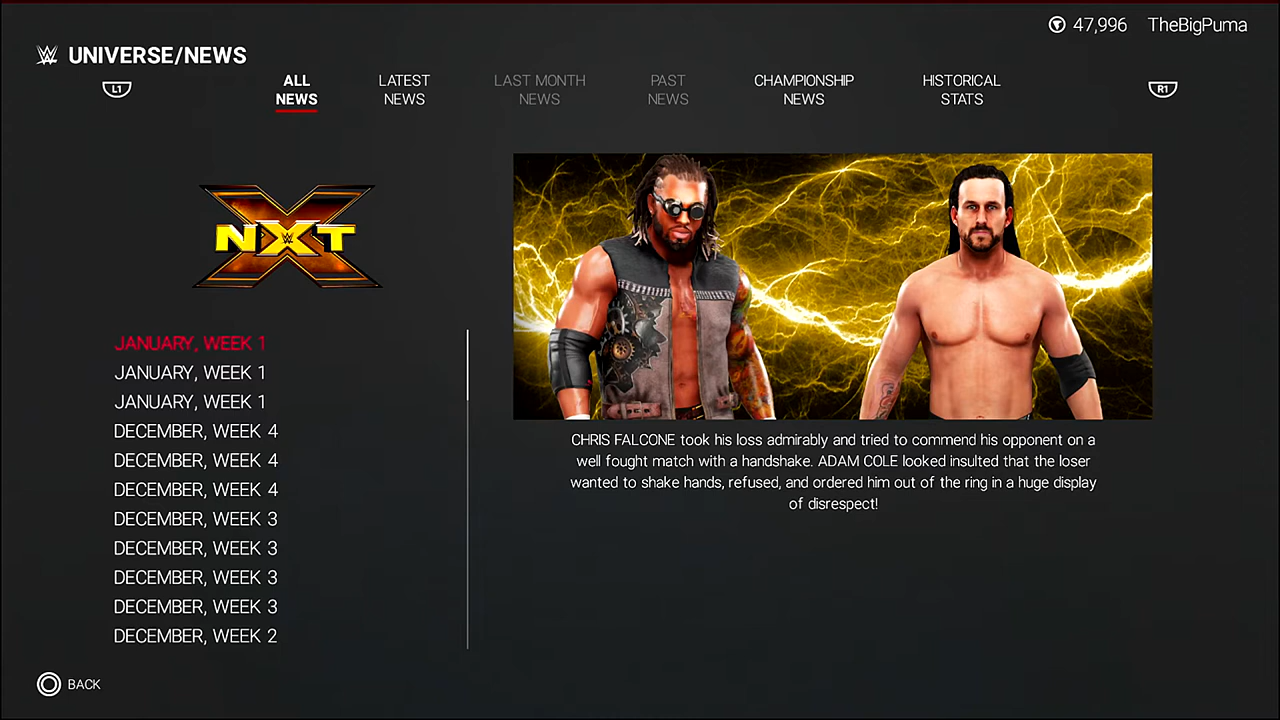 47,996 TheBigPuma
UNIVERSE/NEWS
L1
ALL NEWS
LATEST NEWS
LAST MONTH NEWS
PAST NEWS
CHAMPIONSHIP NEWS
HISTORICAL STATS
R1
NXT
JANUARY, WEEK 1
JANUARY, WEEK 1
JANUARY, WEEK 1
DECEMBER, WEEK 4
DECEMBER, WEEK 4
DECEMBER, WEEK 4
DECEMBER, WEEK 3
DECEMBER, WEEK 3
DECEMBER, WEEK 3
DECEMBER, WEEK 3
DECEMBER, WEEK 2
CHRIS FALCONE took his loss admirably and tried to commend his opponent on a
well fought match with a handshake. ADAM COLE looked insulted that the loser
wanted to shake hands, refused, and ordered him out of the ring in a huge display
of disrespect!
BACK